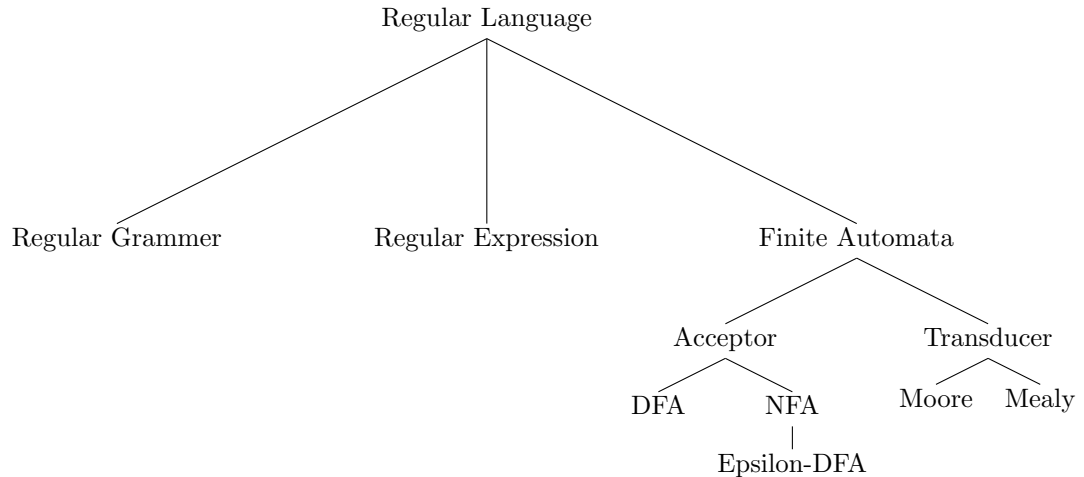 Regular Language
Regular Grammer
Regular Expression
Finite Automata
Acceptor
Transducer
DFA
NFA
Moore
Mealy
Epsilon-DFA